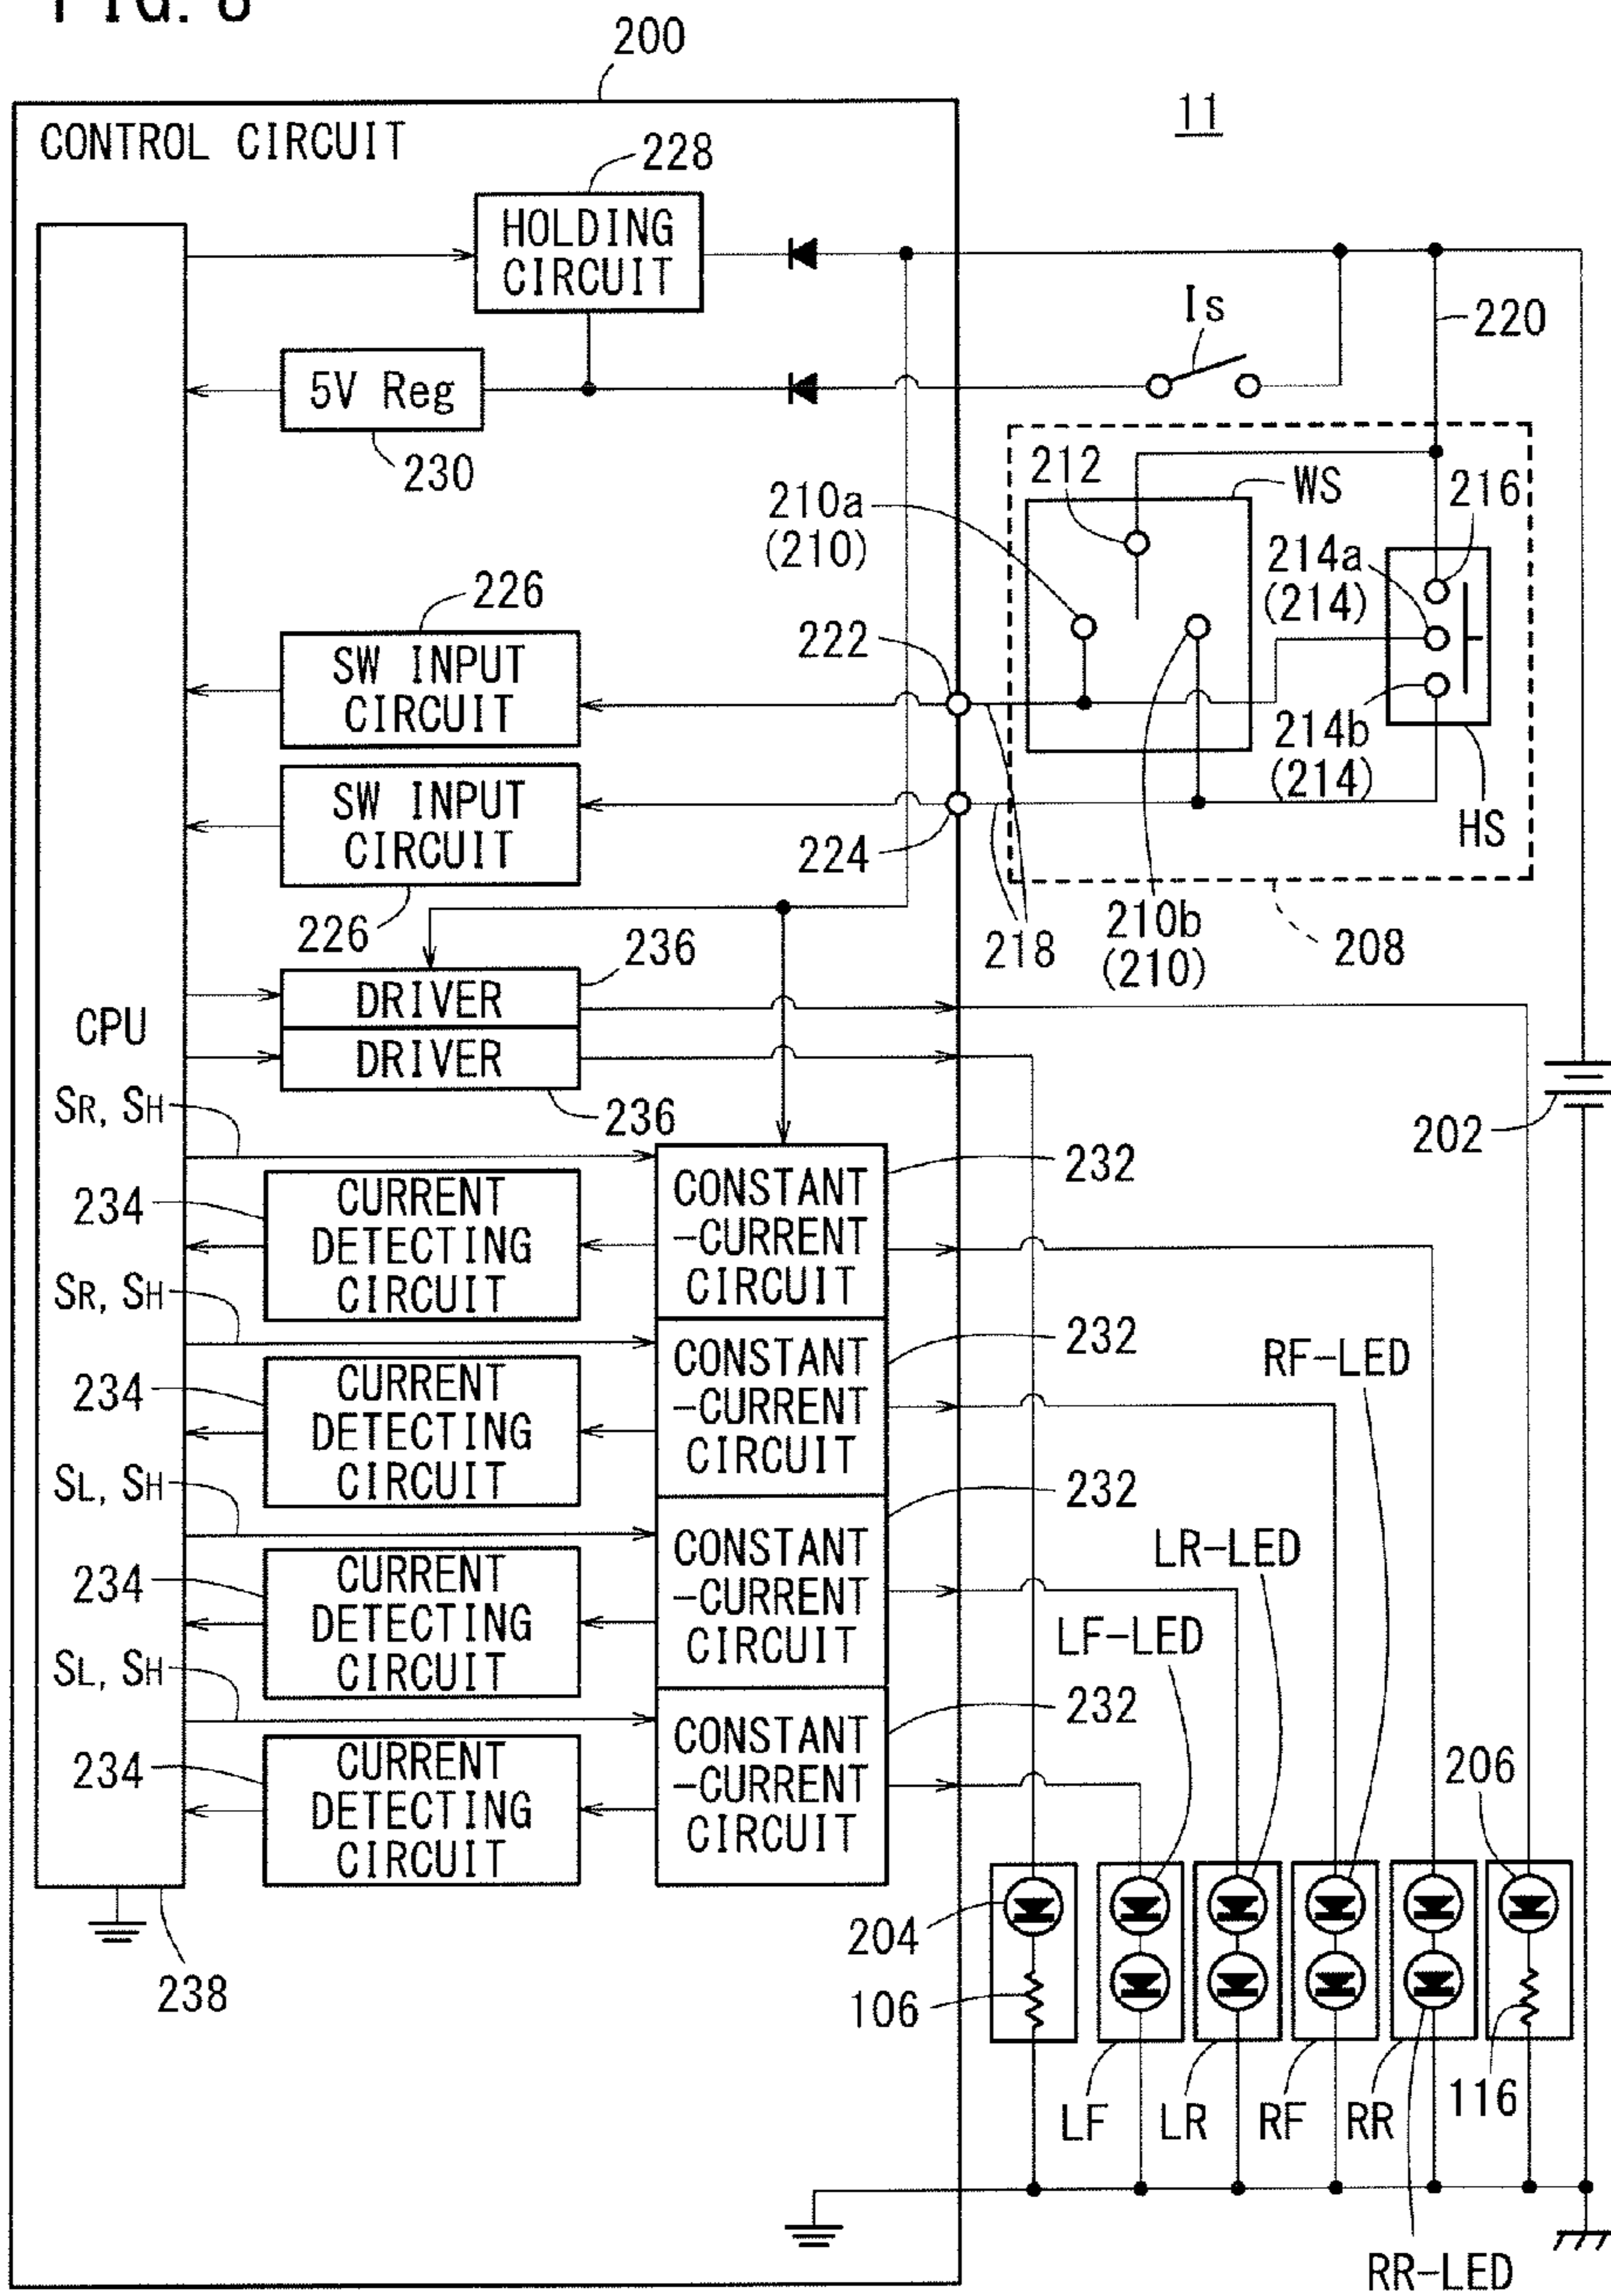 FIG. 8
200
11
CONTROL CIRCUIT
228
HOLDING
CIRCUIT
Is
220
5V Reg
230
212
WS
216
210a
(210)
214a
(214)
226
SW INPUT
CIRCUIT
222
214b
(214)
SW INPUT
CIRCUIT
224
HS
226
218
210b
(210)
208
236
DRIVER
CPU
DRIVER
236
202
SR, SH
232
234
CURRENT
DETECTING
CIRCUIT
CONSTANT
-CURRENT
CIRCUIT
SR, SH
232
RF-LED
234
CURRENT
DETECTING
CIRCUIT
CONSTANT
-CURRENT
CIRCUIT
SL, SH
232
LR-LED
234
CURRENT
DETECTING
CIRCUIT
CONSTANT
-CURRENT
CIRCUIT
LF-LED
SL, SH
232
234
CURRENT
DETECTING
CIRCUIT
CONSTANT
-CURRENT
CIRCUIT
206
204
238
106
116
LF
LR
RF
RR
RR-LED